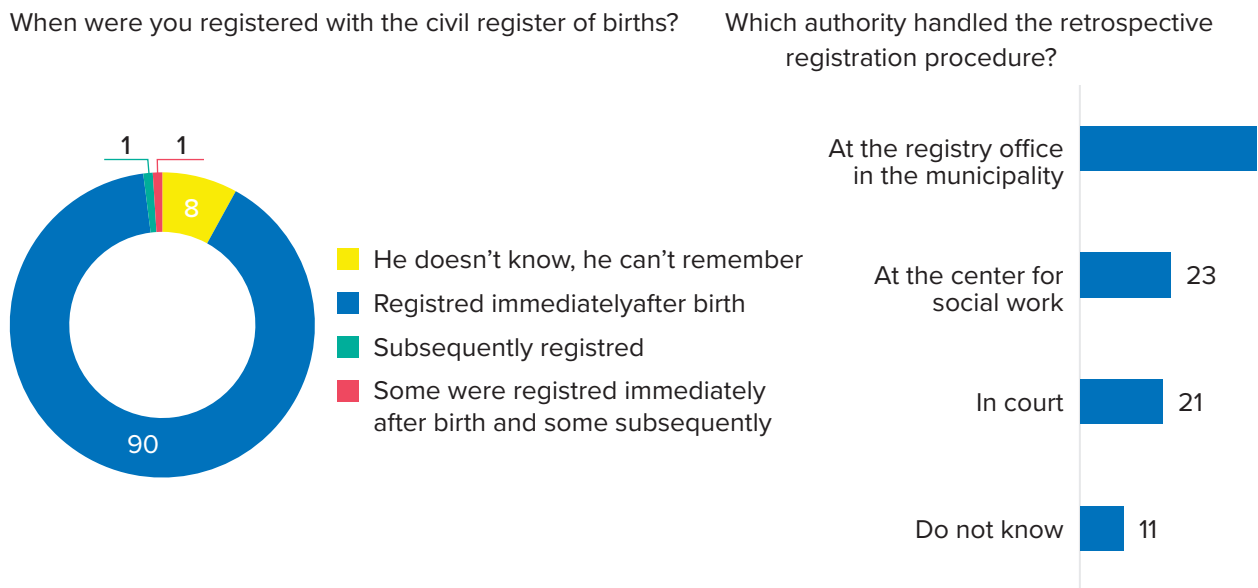 When were you registered with the civil register of births?
1 1
8
90
He doesn't know, he can't remember
Registred immediatelyafter birth
Subsequently registred
Some were registred immediately
after birth and some subsequently
Which authority handled the retrospective
registration procedure?
At the registry office
in the municipality
At the center for
social work
23
In court
21
Do not know
11